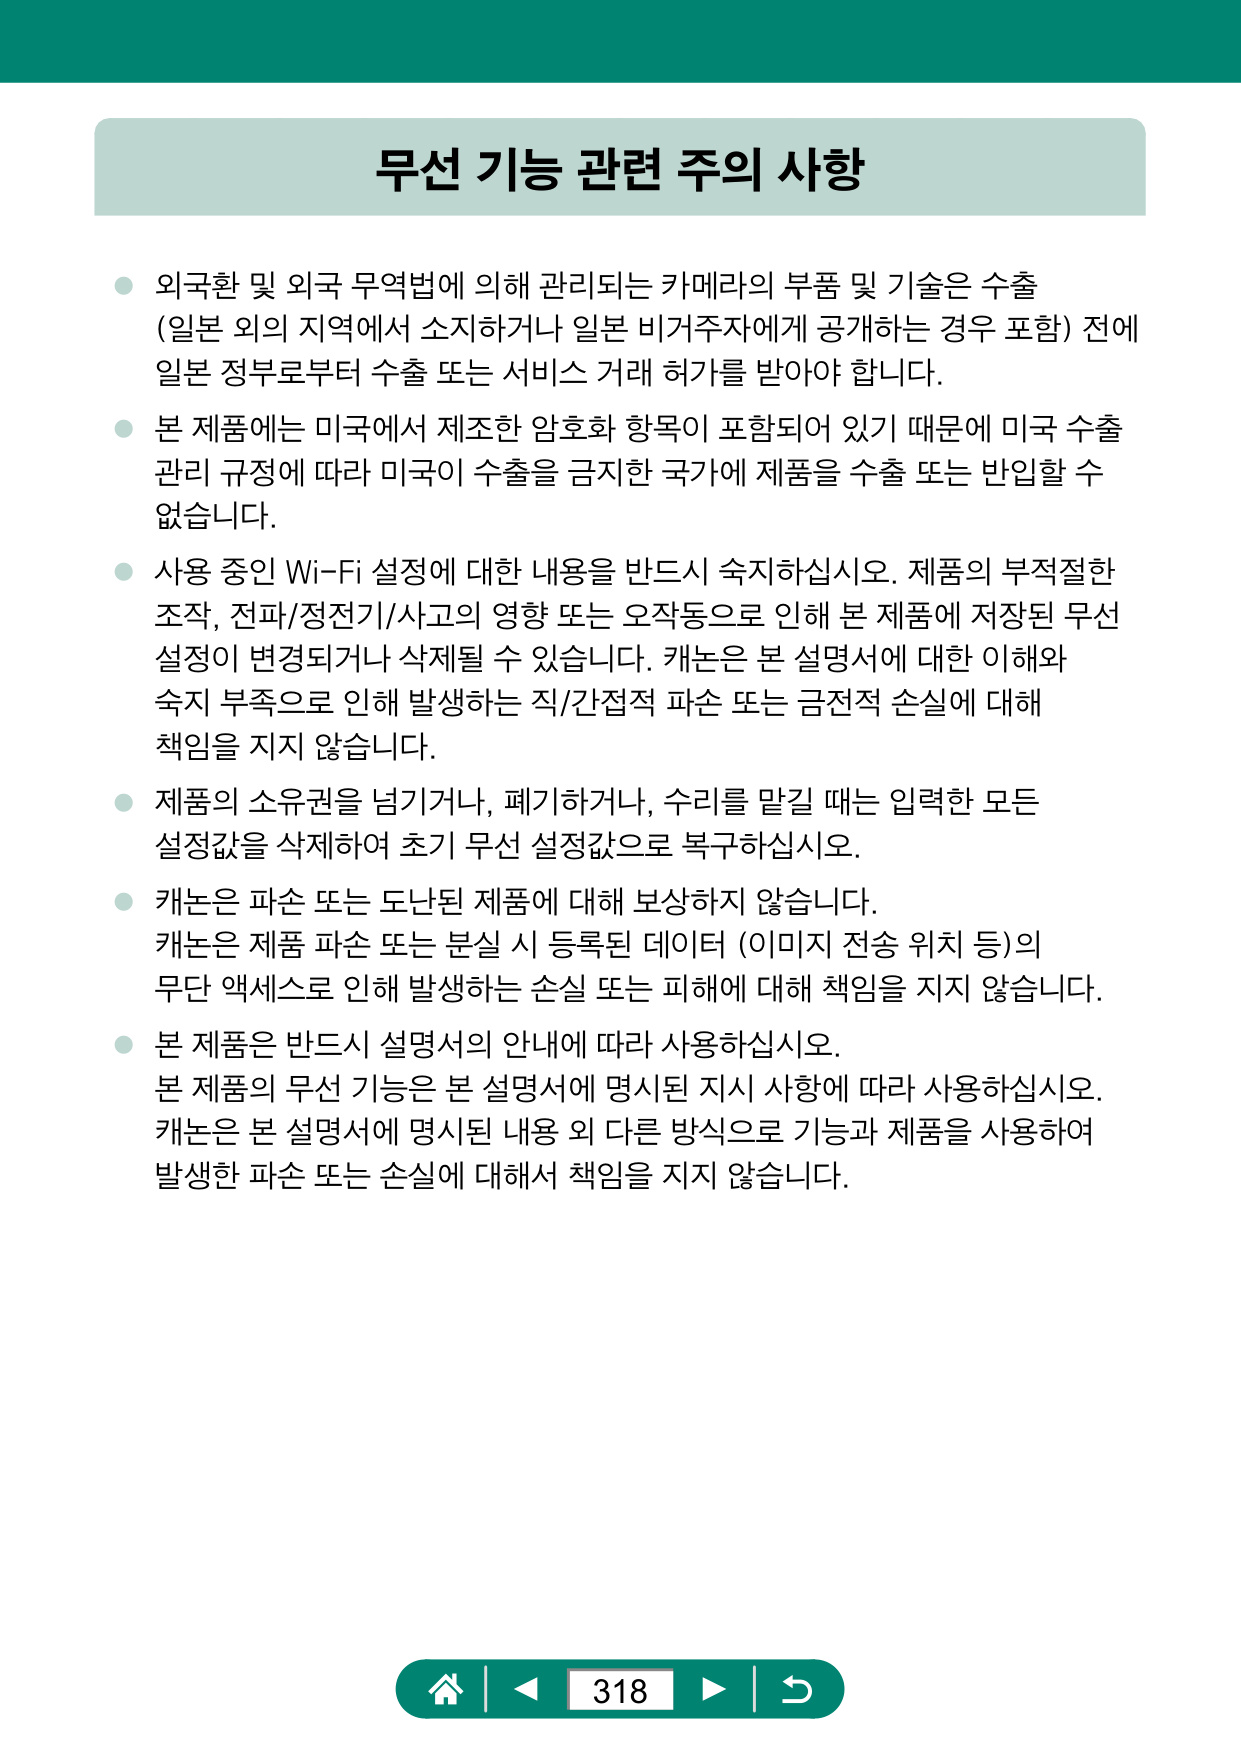 무선 기능 관련 주의 사항
● 외국환 및 외국 무역법에 의해 관리되는 카메라의 부품 및 기술은 수출
(일본 외의 지역에서 소지하거나 일본 비거주자에게 공개하는 경우 포함) 전에
일본 정부로부터 수출 또는 서비스 거래 허가를 받아야 합니다.
● 본 제품에는 미국에서 제조한 암호화 항목이 포함되어 있기 때문에 미국 수출
관리 규정에 따라 미국이 수출을 금지한 국가에 제품을 수출 또는 반입할 수
없습니다.
● 사용 중인 Wi-Fi 설정에 대한 내용을 반드시 숙지하십시오. 제품의 부적절한
조작, 전파/정전기/사고의 영향 또는 오작동으로 인해 본 제품에 저장된 무선
설정이 변경되거나 삭제될 수 있습니다. 캐논은 본 설명서에 대한 이해와
숙지 부족으로 인해 발생하는 직/간접적 파손 또는 금전적 손실에 대해
책임을 지지 않습니다.
● 제품의 소유권을 넘기거나, 폐기하거나, 수리를 맡길 때는 입력한 모든
설정값을 삭제하여 초기 무선 설정값으로 복구하십시오.
● 캐논은 파손 또는 도난된 제품에 대해 보상하지 않습니다.
캐논은 제품 파손 또는 분실 시 등록된 데이터 (이미지 전송 위치 등)의
무단 액세스로 인해 발생하는 손실 또는 피해에 대해 책임을 지지 않습니다.
● 본 제품은 반드시 설명서의 안내에 따라 사용하십시오.
본 제품의 무선 기능은 본 설명서에 명시된 지시 사항에 따라 사용하십시오.
캐논은 본 설명서에 명시된 내용 외 다른 방식으로 기능과 제품을 사용하여
발생한 파손 또는 손실에 대해서 책임을 지지 않습니다.
318